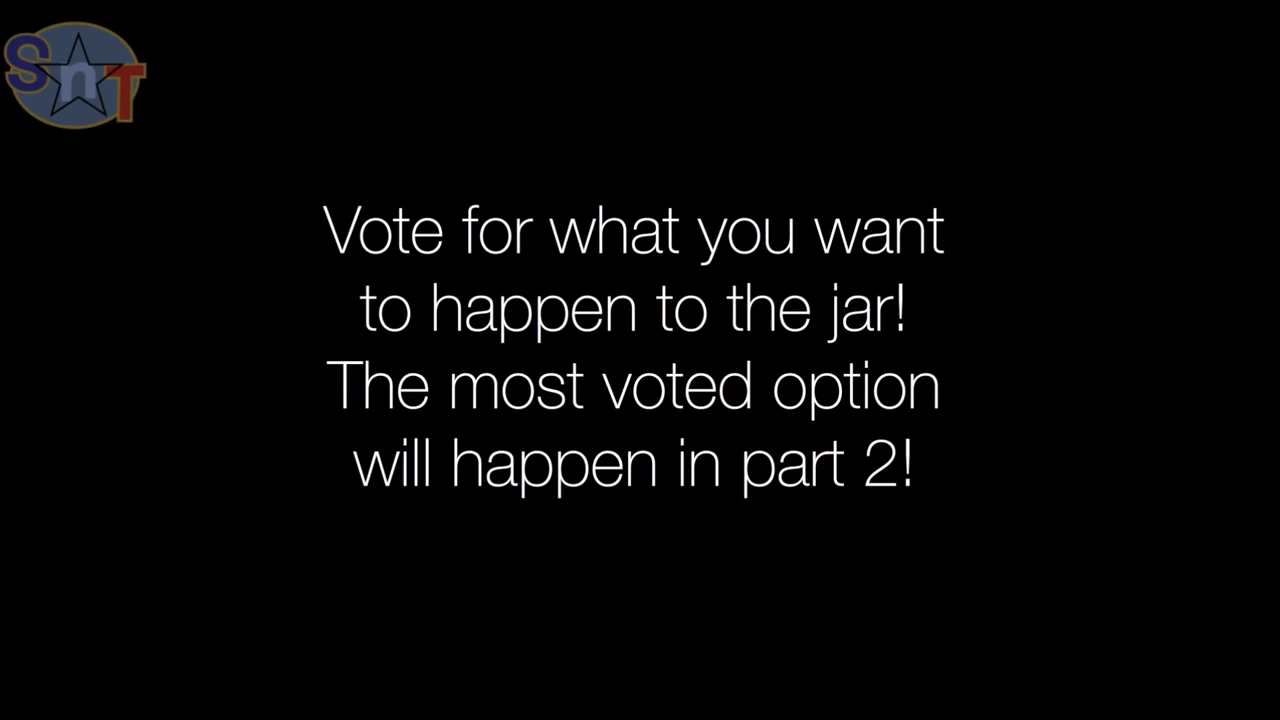 SnT
Vote for what you want
to happen to the jar!
The most voted option
will happen in part 2!